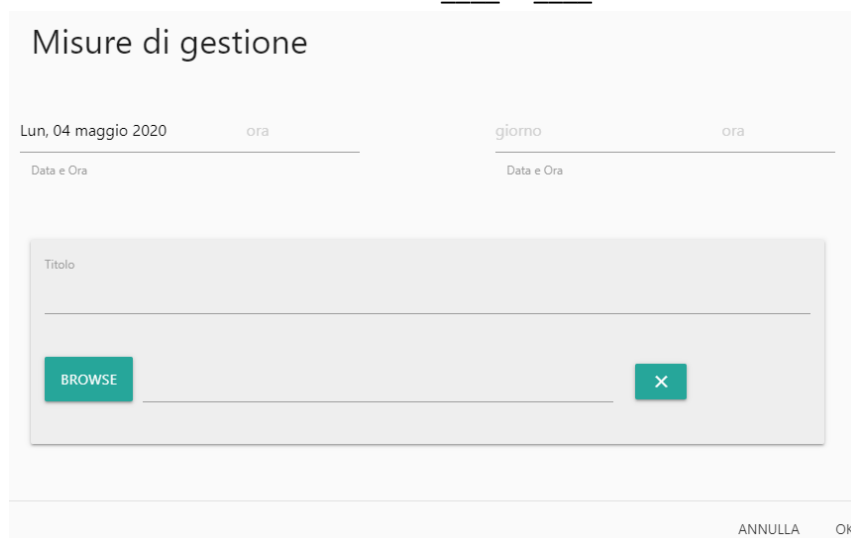 Misure di gestione
Lun, 04 maggio 2020 ora giorno ora
Data e Ora Data e Ora
Titolo
BROWSE ×
ANNULLA OK